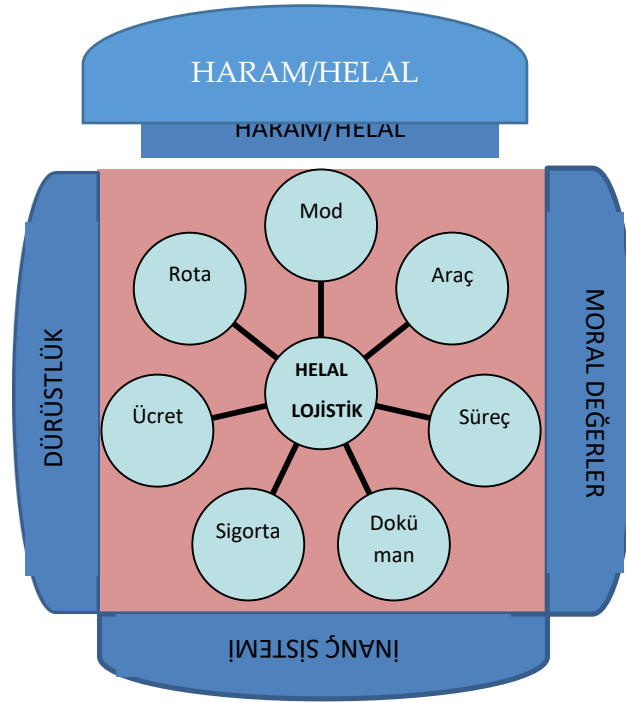 HARAM/HELAL
HARAM/HELAL
Mod
Rota
Araç
HELAL
LOJİSTİK
Ücret
Süreç
Sigorta
Dokü
man
DÜRÜSTLÜK
MORAL DEĞERLER
İNANÇ SİSTEMİ